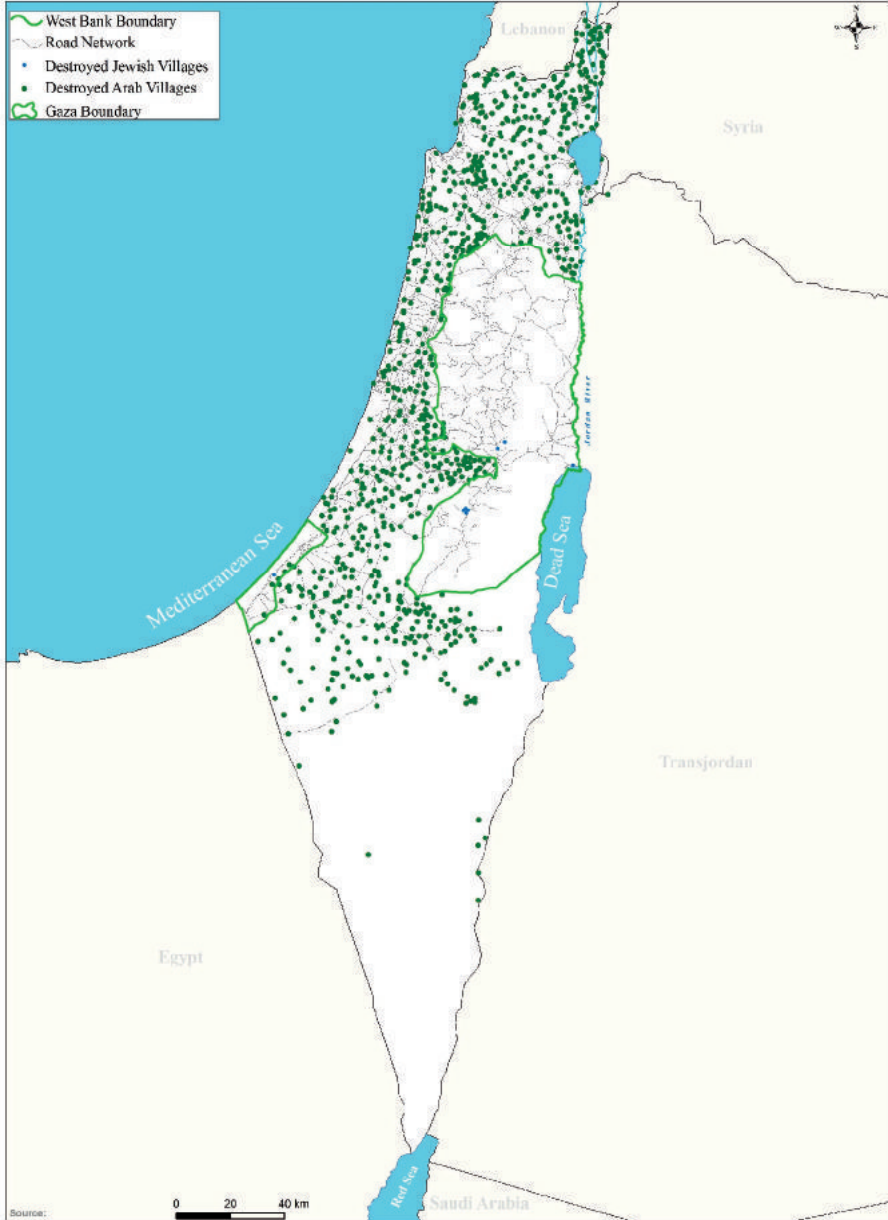 West Bank Boundary
Road Network
Destroyed Jewish Villages
Destroyed Arab Villages
Gaza Boundary
Lebanon
Syria
Jordan River
Mediterranean Sea
Dead Sea
Transjordan
Egypt
Red Sea
Saudi Arabia
Source:
0 20 40 km